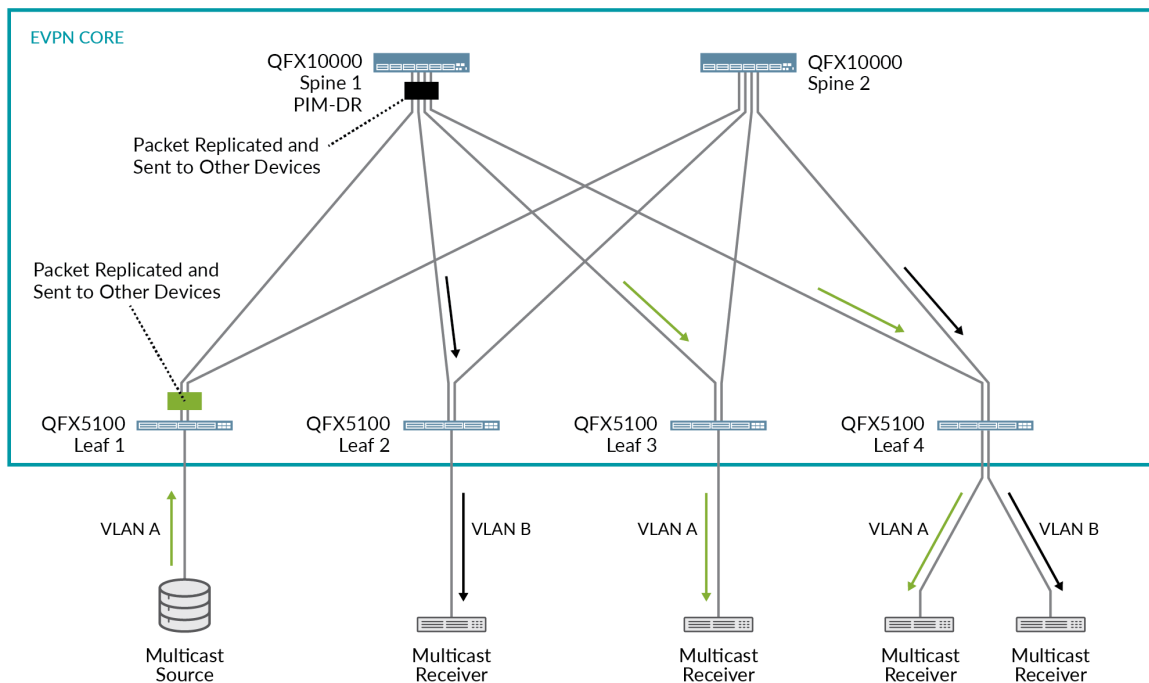 EVPN CORE
QFX10000
Spine 1
PIM-DR
QFX10000
Spine 2
Packet Replicated and
Sent to Other Devices
Packet Replicated and
Sent to Other Devices
QFX5100
Leaf 1
QFX5100
Leaf 2
QFX5100
Leaf 3
QFX5100
Leaf 4
VLAN A
VLAN B
VLAN A
VLAN A
VLAN B
Multicast
Source
Multicast
Receiver
Multicast
Receiver
Multicast
Receiver
Multicast
Receiver